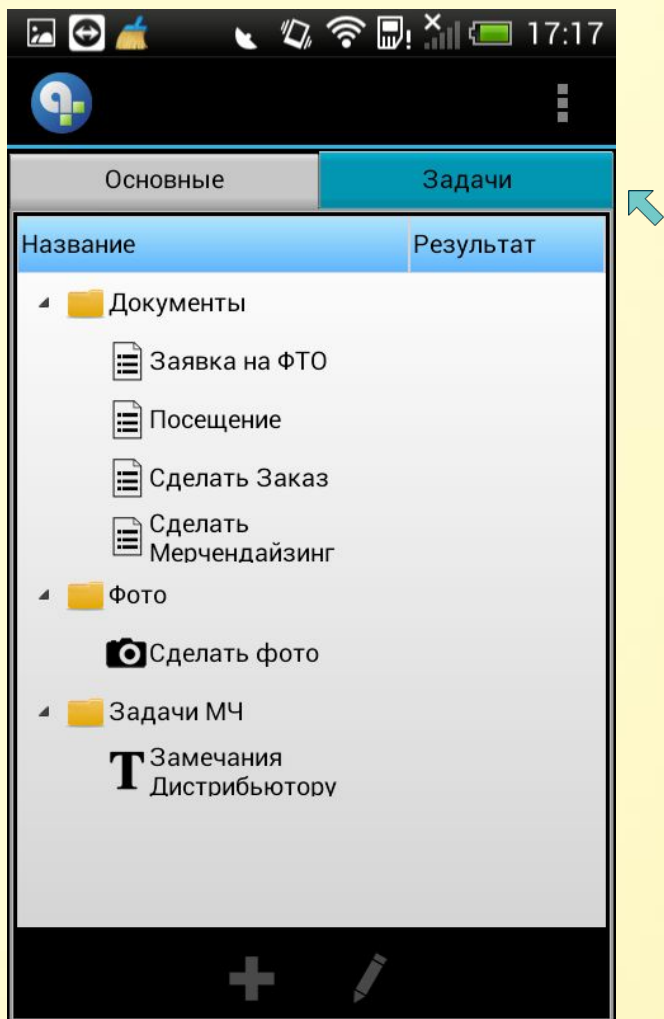 17:17
Основные Задачи
Название Результат
Документы
Заявка на ФТО
Посещение
Сделать Заказ
Сделать
Мерчендайзинг
Фото
Сделать фото
Задачи МЧ
Замечания
Дистрибьютору